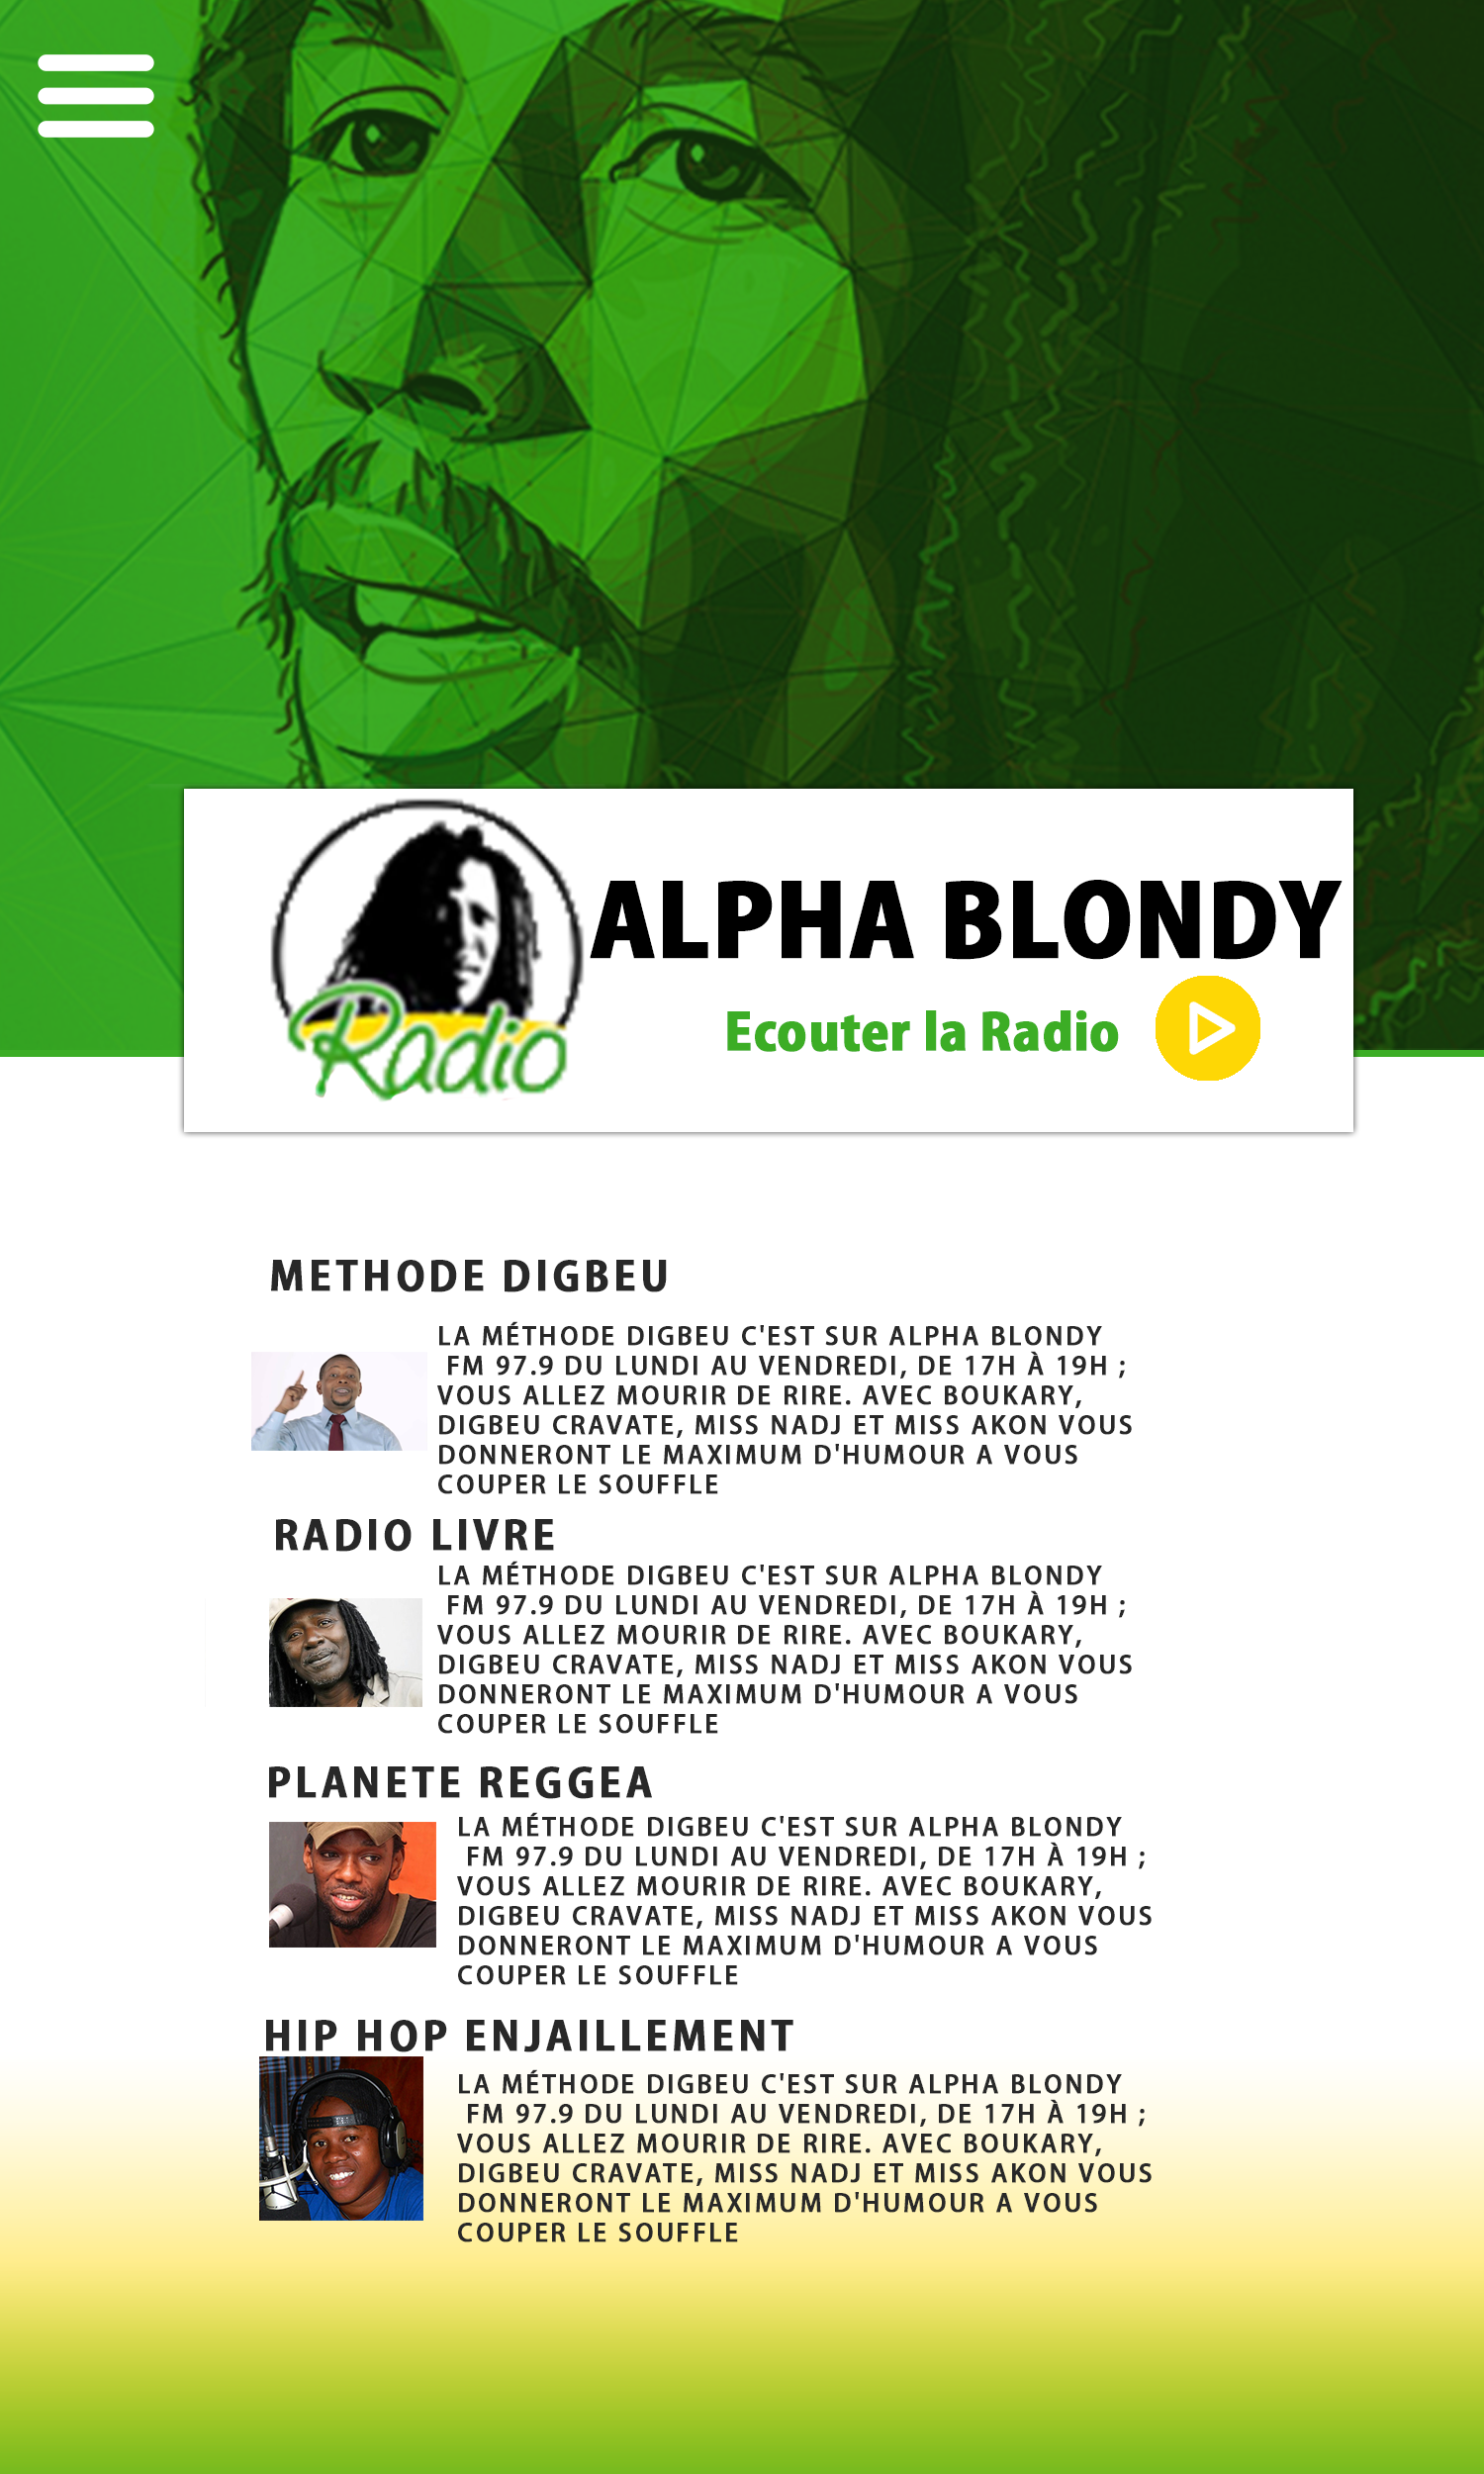 Radio
ALPHA BLONDY
Ecouter la Radio
METHODE DIGBEU
LA MÉTHODE DIGBEU C'EST SUR ALPHA BLONDY
FM 97.9 DU LUNDI AU VENDREDI, DE 17H À 19H ;
VOUS ALLEZ MOURIR DE RIRE. AVEC BOUKARY,
DIGBEU CRAVATE, MISS NADJ ET MISS AKON VOUS
DONNERONT LE MAXIMUM D'HUMOUR A VOUS
COUPER LE SOUFFLE
RADIO LIVRE
LA MÉTHODE DIGBEU C'EST SUR ALPHA BLONDY
FM 97.9 DU LUNDI AU VENDREDI, DE 17H À 19H ;
VOUS ALLEZ MOURIR DE RIRE. AVEC BOUKARY,
DIGBEU CRAVATE, MISS NADJ ET MISS AKON VOUS
DONNERONT LE MAXIMUM D'HUMOUR A VOUS
COUPER LE SOUFFLE
PLANETE REGGEA
LA MÉTHODE DIGBEU C'EST SUR ALPHA BLONDY
FM 97.9 DU LUNDI AU VENDREDI, DE 17H À 19H ;
VOUS ALLEZ MOURIR DE RIRE. AVEC BOUKARY,
DIGBEU CRAVATE, MISS NADJ ET MISS AKON VOUS
DONNERONT LE MAXIMUM D'HUMOUR A VOUS
COUPER LE SOUFFLE
HIP HOP ENJAILLEMENT
LA MÉTHODE DIGBEU C'EST SUR ALPHA BLONDY
FM 97.9 DU LUNDI AU VENDREDI, DE 17H À 19H ;
VOUS ALLEZ MOURIR DE RIRE. AVEC BOUKARY,
DIGBEU CRAVATE, MISS NADJ ET MISS AKON VOUS
DONNERONT LE MAXIMUM D'HUMOUR A VOUS
COUPER LE SOUFFLE